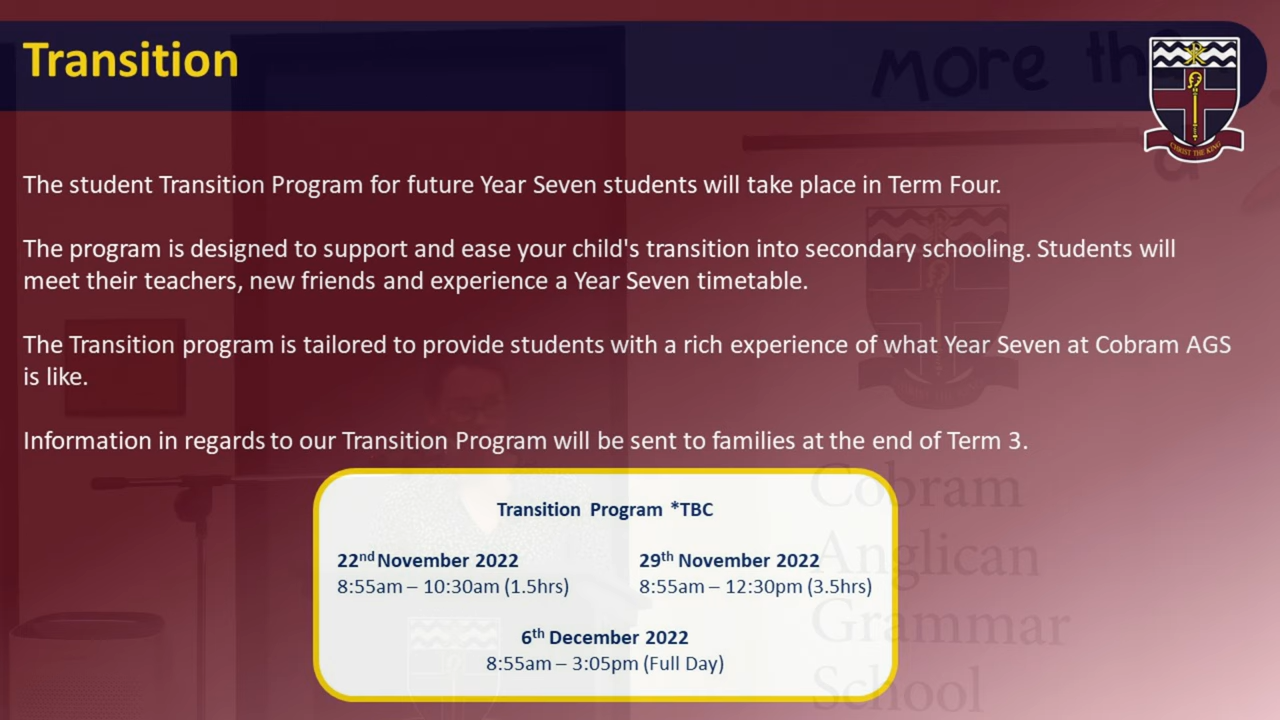 Transition
more th
CHRIST THE KING
The student Transition Program for future Year Seven students will take place in Term Four.
The program is designed to support and ease your child's transition into secondary schooling. Students will
meet their teachers, new friends and experience a Year Seven timetable.
The Transition program is tailored to provide students with a rich experience of what Year Seven at Cobram AGS
is like.
Information in regards to our Transition Program will be sent to families at the end of Term 3.
Transition Program *TBC
22nd November 2022
8:55am – 10:30am (1.5hrs)
29th November 2022
8:55am – 12:30pm (3.5hrs)
6th December 2022
8:55am – 3:05pm (Full Day)
Cobram
Anglican
Grammar
School